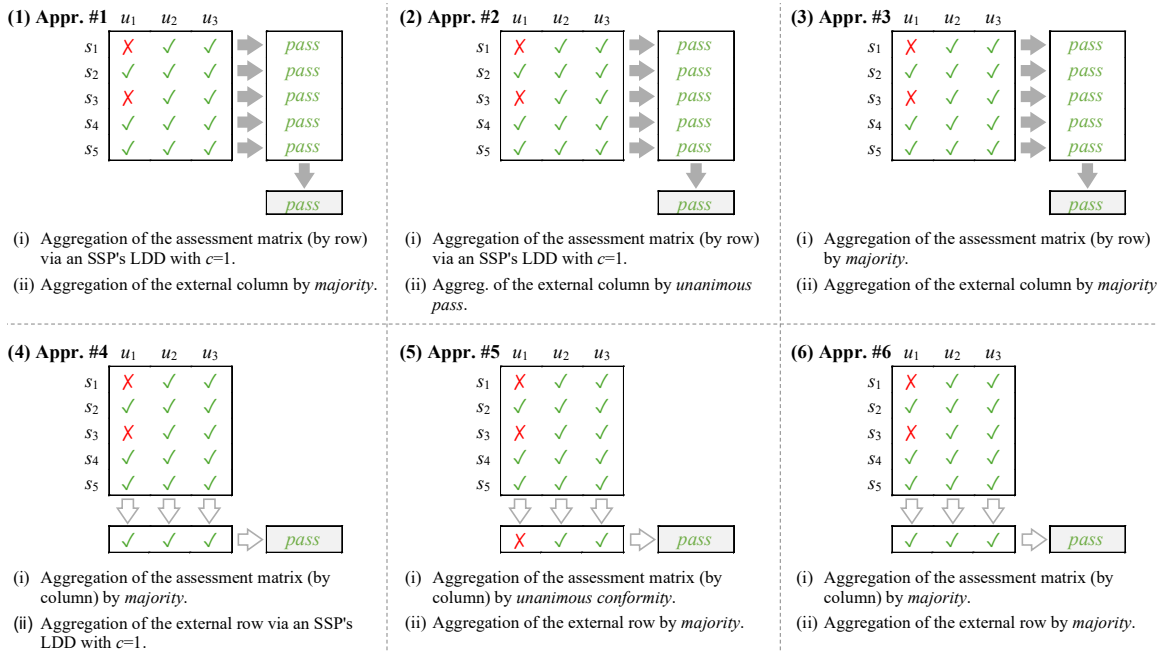 (1) Appr. #1 u1 u2 u3
s1 ✗ ✓ ✓ pass
s2 ✓ ✓ ✓ pass
s3 ✗ ✓ ✓ pass
s4 ✓ ✓ ✓ pass
s5 ✓ ✓ ✓ pass
pass
(i) Aggregation of the assessment matrix (by row)
via an SSP's LDD with c=1.
(ii) Aggregation of the external column by majority.
(2) Appr. #2 u1 u2 u3
s1 ✗ ✓ ✓ pass
s2 ✓ ✓ ✓ pass
s3 ✗ ✓ ✓ pass
s4 ✓ ✓ ✓ pass
s5 ✓ ✓ ✓ pass
pass
(i) Aggregation of the assessment matrix (by row)
via an SSP's LDD with c=1.
(ii) Aggreg. of the external column by unanimous
pass.
(3) Appr. #3 u1 u2 u3
s1 ✗ ✓ ✓ pass
s2 ✓ ✓ ✓ pass
s3 ✗ ✓ ✓ pass
s4 ✓ ✓ ✓ pass
s5 ✓ ✓ ✓ pass
pass
(i) Aggregation of the assessment matrix (by row)
by majority.
(ii) Aggregation of the external column by majority
(4) Appr. #4 u1 u2 u3
s1 ✗ ✓ ✓
s2 ✓ ✓ ✓
s3 ✗ ✓ ✓
s4 ✓ ✓ ✓
s5 ✓ ✓ ✓
✓ ✓ ✓ pass
(i) Aggregation of the assessment matrix (by
column) by majority.
(ii) Aggregation of the external row via an SSP's
LDD with c=1.
(5) Appr. #5 u1 u2 u3
s1 ✗ ✓ ✓
s2 ✓ ✓ ✓
s3 ✗ ✓ ✓
s4 ✓ ✓ ✓
s5 ✓ ✓ ✓
✗ ✓ ✓ pass
(i) Aggregation of the assessment matrix (by
column) by unanimous conformity.
(ii) Aggregation of the external row by majority.
(6) Appr. #6 u1 u2 u3
s1 ✗ ✓ ✓
s2 ✓ ✓ ✓
s3 ✗ ✓ ✓
s4 ✓ ✓ ✓
s5 ✓ ✓ ✓
✓ ✓ ✓ pass
(i) Aggregation of the assessment matrix (by
column) by majority.
(ii) Aggregation of the external row by majority.